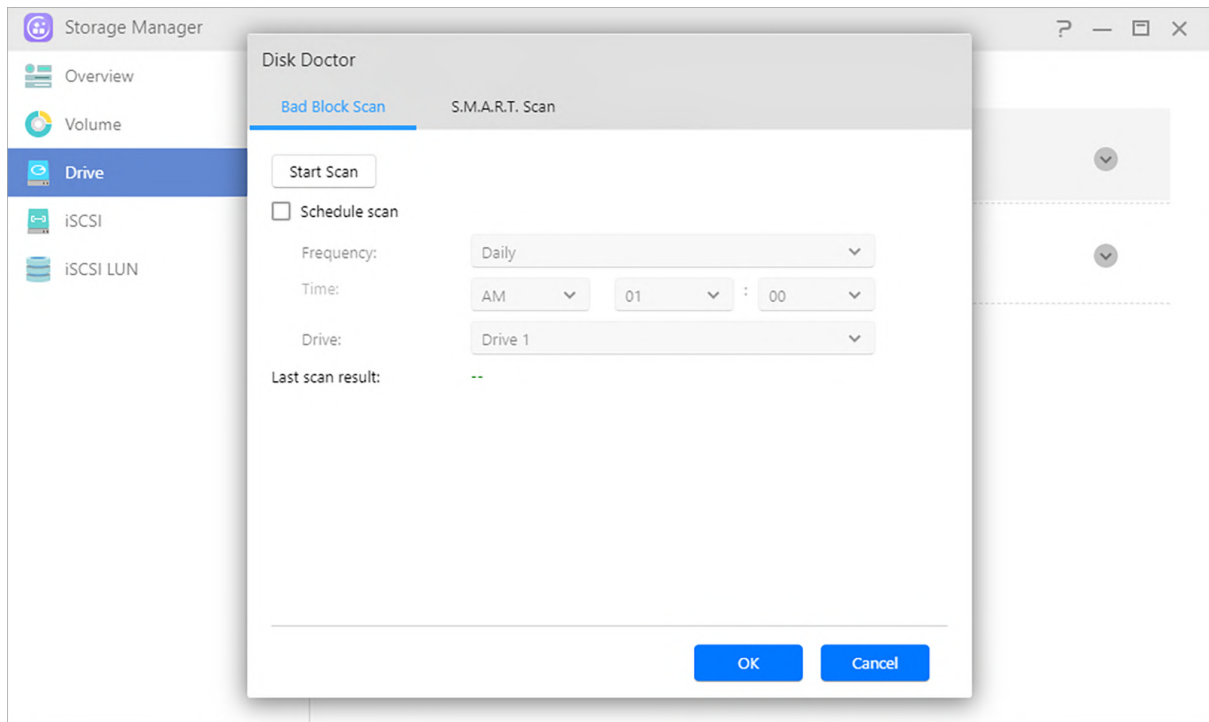 Storage Manager
Overview
Volume
Drive
iSCSI
iSCSI LUN
Disk Doctor
Bad Block Scan
S.M.A.R.T. Scan
Start Scan
Schedule scan
Frequency: Daily
Time: AM 01 : 00
Drive: Drive 1
Last scan result: --
OK Cancel